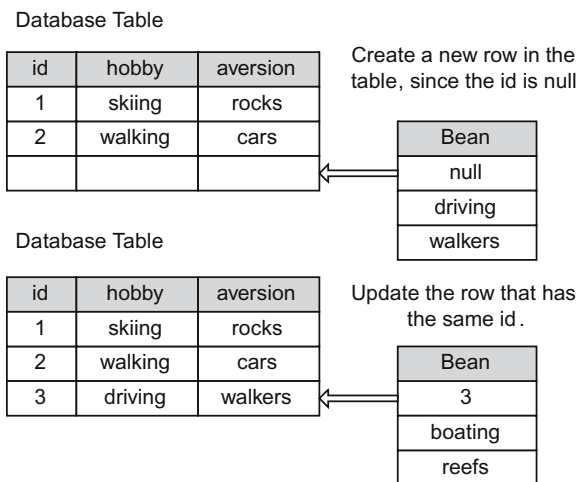 Database Table
id hobby aversion
1 skiing rocks
2 walking cars
Create a new row in the
table, since the id is null
Bean
null
driving
walkers
Database Table
id hobby aversion
1 skiing rocks
2 walking cars
3 driving walkers
Update the row that has
the same id .
Bean
3
boating
reefs